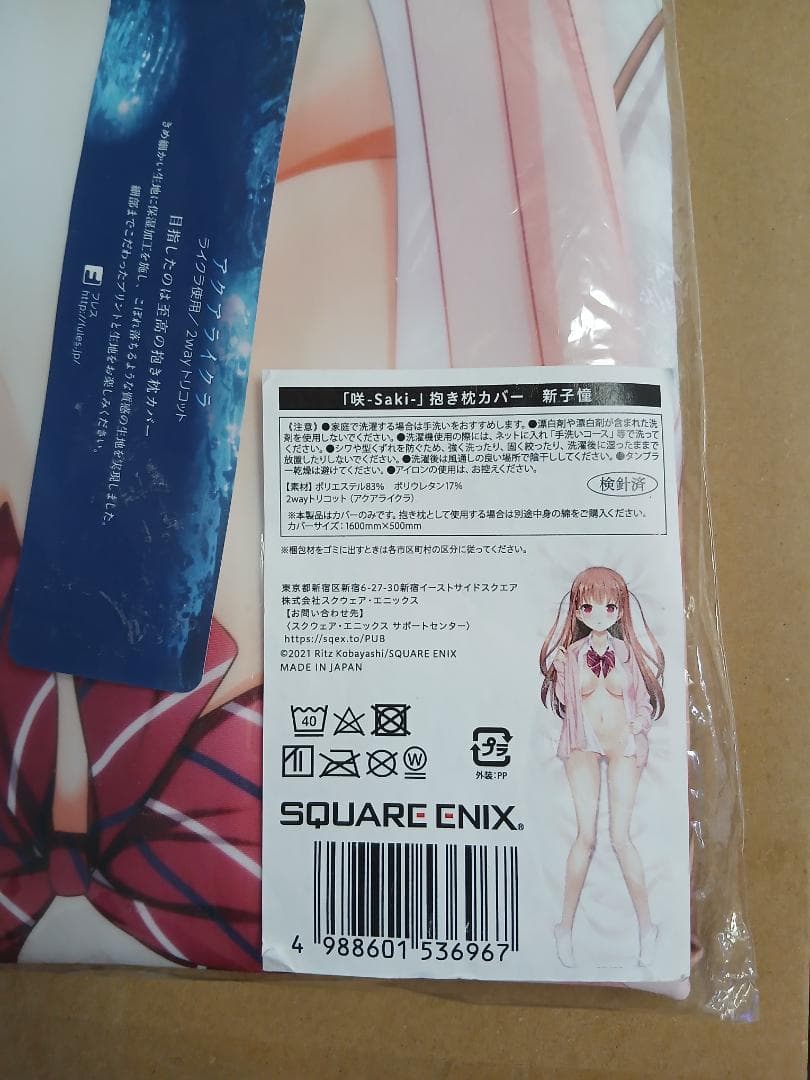 アクアライクラ
ライクラ使用／2wayトリコット
目指したのは至高の抱き枕カバー
きめ細かい生地に保湿加工を施し、こぼれ落ちるような質感の生地を実現しました。
細部までこだわったプリントと生地をお楽しみください。
フレス
http://rules.jp/
「咲-Saki-」抱き枕カバー 新子憧
《注意》●家庭で洗濯する場合は手洗いをおすすめします。●漂白剤や漂白剤が含まれた洗
剤を使用しないでください。●洗濯機使用の際には、ネットに入れ「手洗いコース」等で洗って
ください。●シワや型くずれを防ぐため、強く洗ったり、固く絞ったり、洗濯後に湿ったままで
放置したりしないでください。●洗濯後は風通しの良い場所で陰干ししてください。●タンブラ
ー乾燥は避けてください。●アイロンの使用は、お控えください。
【素材】ポリエステル83% ポリウレタン17%
2wayトリコット（アクアライクラ）
検針済
※本製品はカバーのみです。抱き枕として使用する場合は別途中身の綿をご購入ください。
カバーサイズ：1600mm×500mm
※梱包材をゴミに出すときは各市区町村の区分に従ってください。
東京都新宿区新宿6-27-30新宿イーストサイドスクエア
株式会社スクウェア・エニックス
【お問い合わせ先】
〈スクウェア・エニックス サポートセンター〉
https://sqex.to/PUB
©2021 Ritz Kobayashi/SQUARE ENIX
MADE IN JAPAN
40
W
プラ
外装：PP
SQUARE ENIX®
4 988601 536967